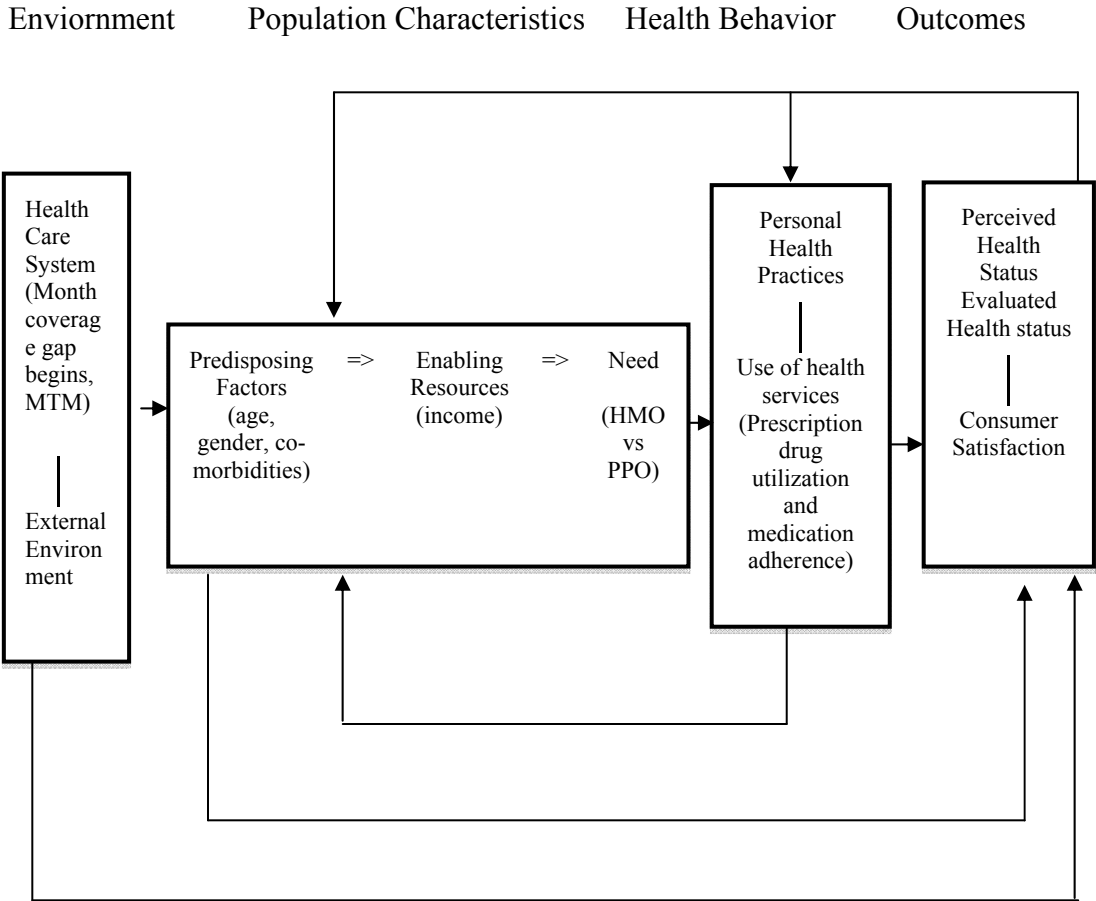 Enviornment Population Characteristics Health Behavior Outcomes
Health
Care
System
(Month
coverag
e gap
begins,
MTM)
External
Environ
ment
Predisposing
Factors
(age,
gender, co-
morbidities)
=>
Enabling
Resources
(income)
=>
Need
(HMO
vs
PPO)
Personal
Health
Practices
Use of health
services
(Prescription
drug
utilization
and
medication
adherence)
Perceived
Health
Status
Evaluated
Health status
Consumer
Satisfaction